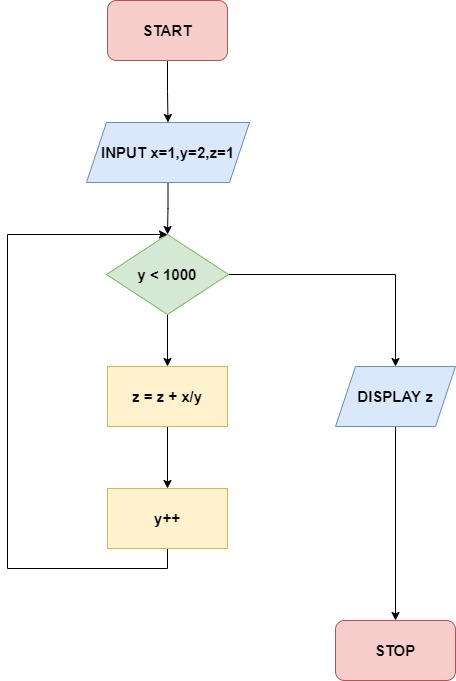 START
INPUT x=1,y=2,z=1
y < 1000
z = z + x/y
DISPLAY z
y++
STOP